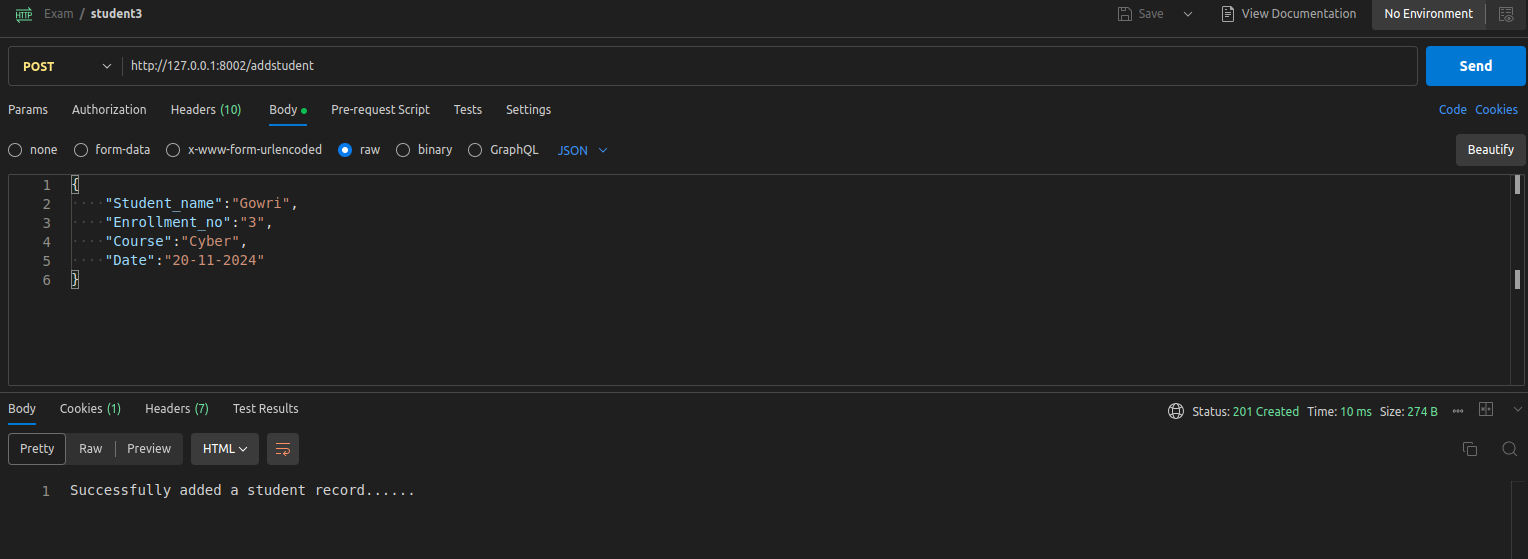 HTTP Exam / student3 Save View Documentation No Environment
POST http://127.0.0.1:8002/addstudent Send
Params Authorization Headers (10) Body Pre-request Script Tests Settings Code Cookies
none form-data x-www-form-urlencoded raw binary GraphQL JSON Beautify
1 {
2 "Student_name":"Gowri",
3 "Enrollment_no":"3",
4 "Course":"Cyber",
5 "Date":"20-11-2024"
6 }
Body Cookies (1) Headers (7) Test Results Status: 201 Created Time: 10 ms Size: 274 B
Pretty Raw Preview HTML
1 Successfully added a student record......